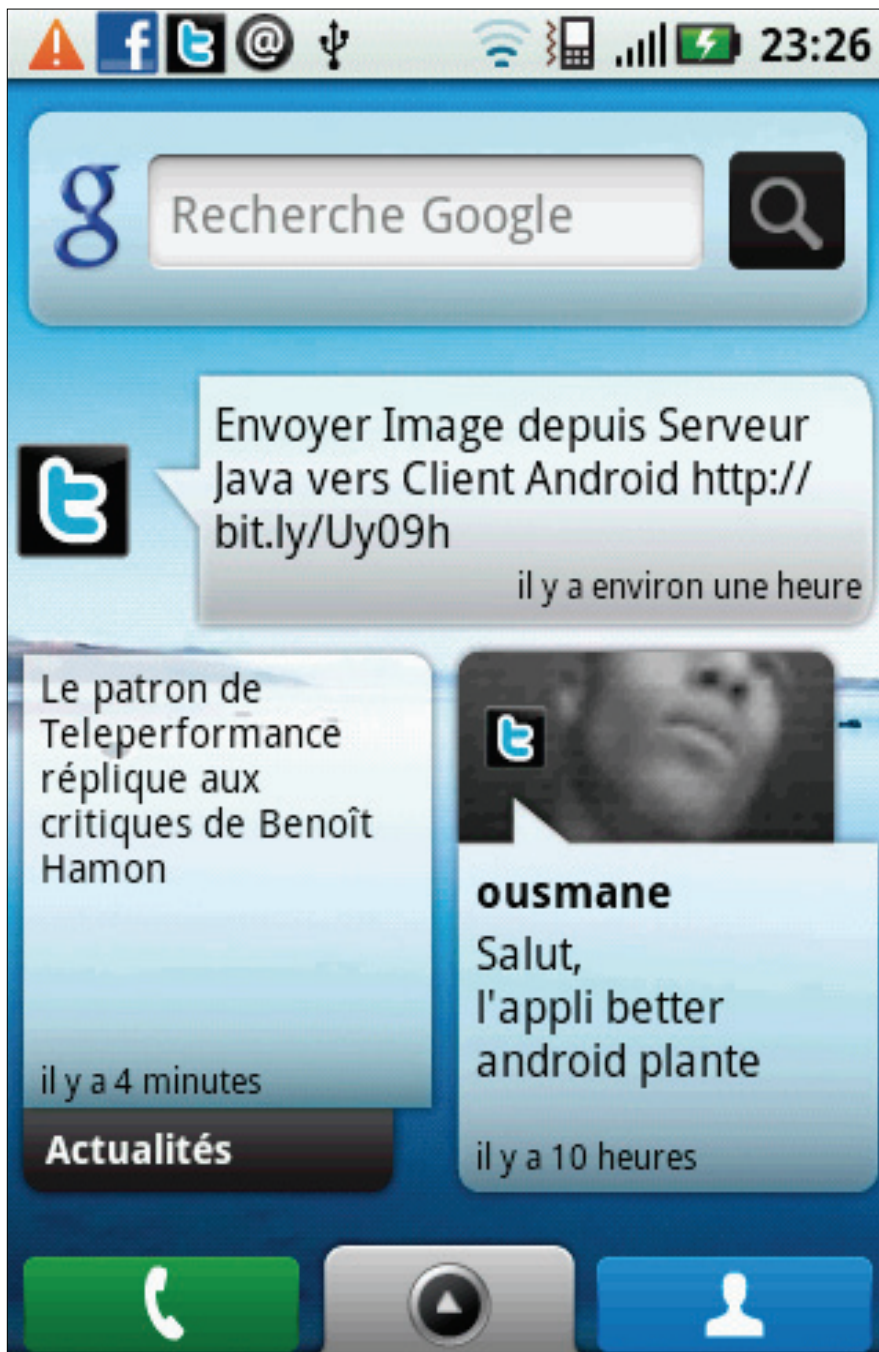 23:26
Recherche Google
Envoyer Image depuis Serveur
Java vers Client Android http://
bit.ly/Uy09h
il y a environ une heure
Le patron de
Teleperformance
réplique aux
critiques de Benoît
Hamon
il y a 4 minutes
Actualités
ousmane
Salut,
l'appli better
android plante
il y a 10 heures